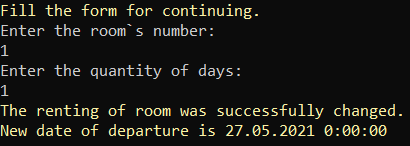 Fill the form for continuing.
Enter the room`s number:
1
Enter the quantity of days:
1
The renting of room was successfully changed.
New date of departure is 27.05.2021 0:00:00